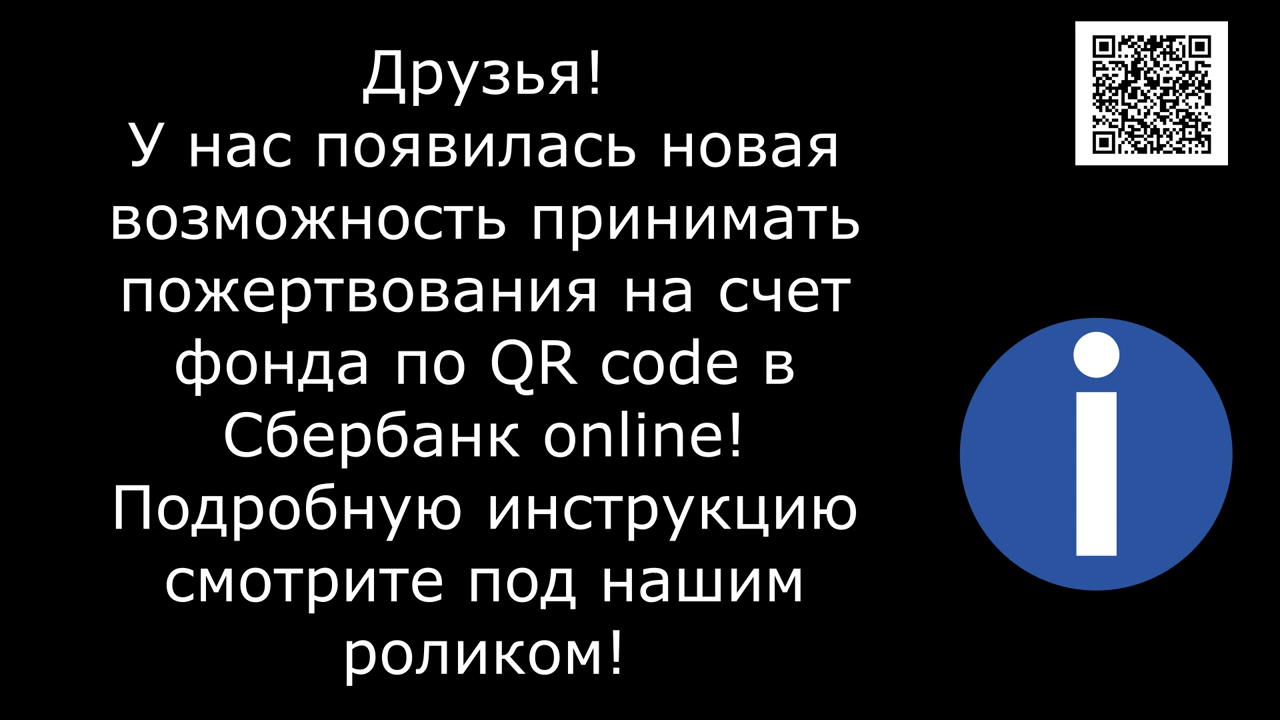 Друзья!
У нас появилась новая
возможность принимать
пожертвования на счет
фонда по QR code в
Сбербанк online!
Подробную инструкцию
смотрите под нашим
роликом!